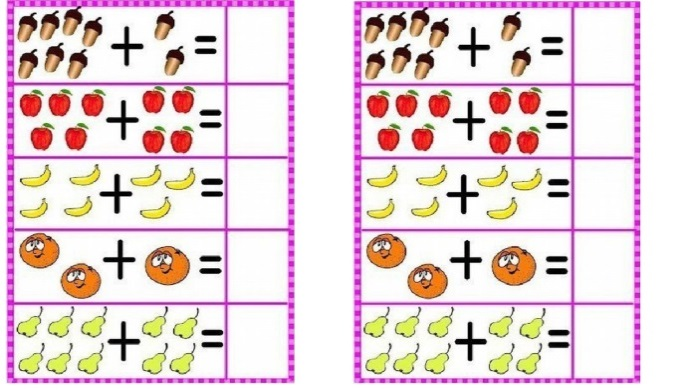 + = + =
+ = + =
+ = + =
+ = + =
+ = + =